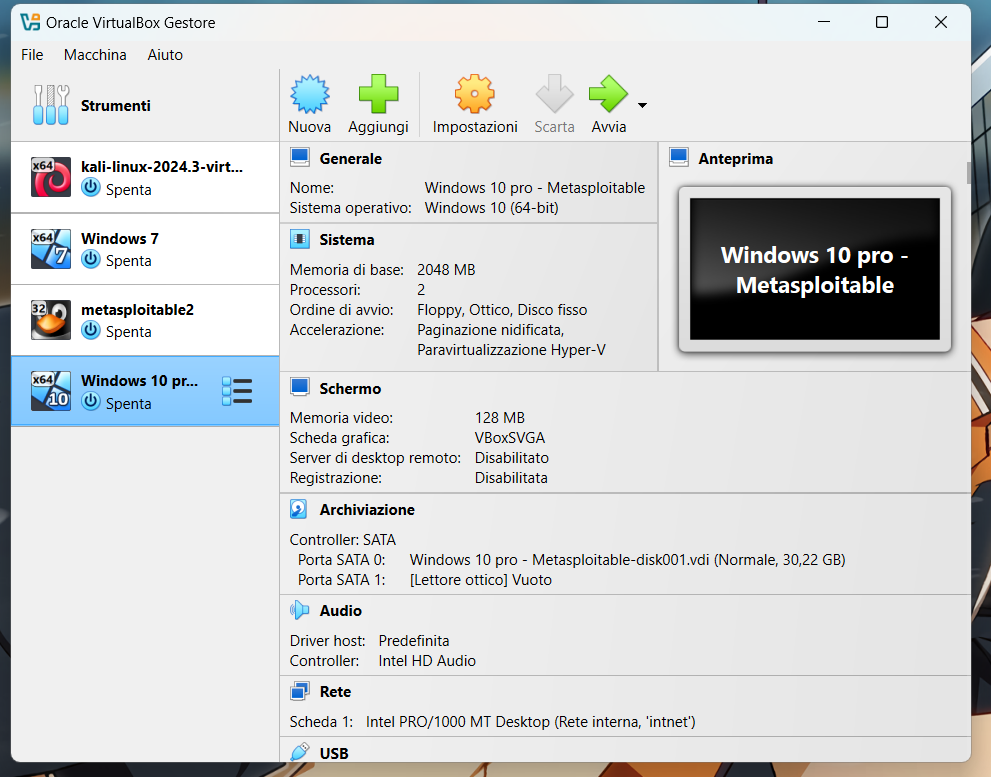 Oracle VirtualBox Gestore
File Macchina Aiuto
Strumenti
Nuova Aggiungi Impostazioni Scarta Avvia
x64
kali-linux-2024.3-virt...
Spenta
x64
7
Windows 7
Spenta
32
metasploitable2
Spenta
x64
10
Windows 10 pr...
Spenta
Generale
Nome: Windows 10 pro - Metasploitable
Sistema operativo: Windows 10 (64-bit)
Sistema
Memoria di base: 2048 MB
Processori: 2
Ordine di avvio: Floppy, Ottico, Disco fisso
Accelerazione: Paginazione nidificata,
Paravirtualizzazione Hyper-V
Anteprima
Windows 10 pro -
Metasploitable
Schermo
Memoria video: 128 MB
Scheda grafica: VBoxSVGA
Server di desktop remoto: Disabilitato
Registrazione: Disabilitata
Archiviazione
Controller: SATA
Porta SATA 0: Windows 10 pro - Metasploitable-disk001.vdi (Normale, 30,22 GB)
Porta SATA 1: [Lettore ottico] Vuoto
Audio
Driver host: Predefinita
Controller: Intel HD Audio
Rete
Scheda 1: Intel PRO/1000 MT Desktop (Rete interna, 'intnet')
USB